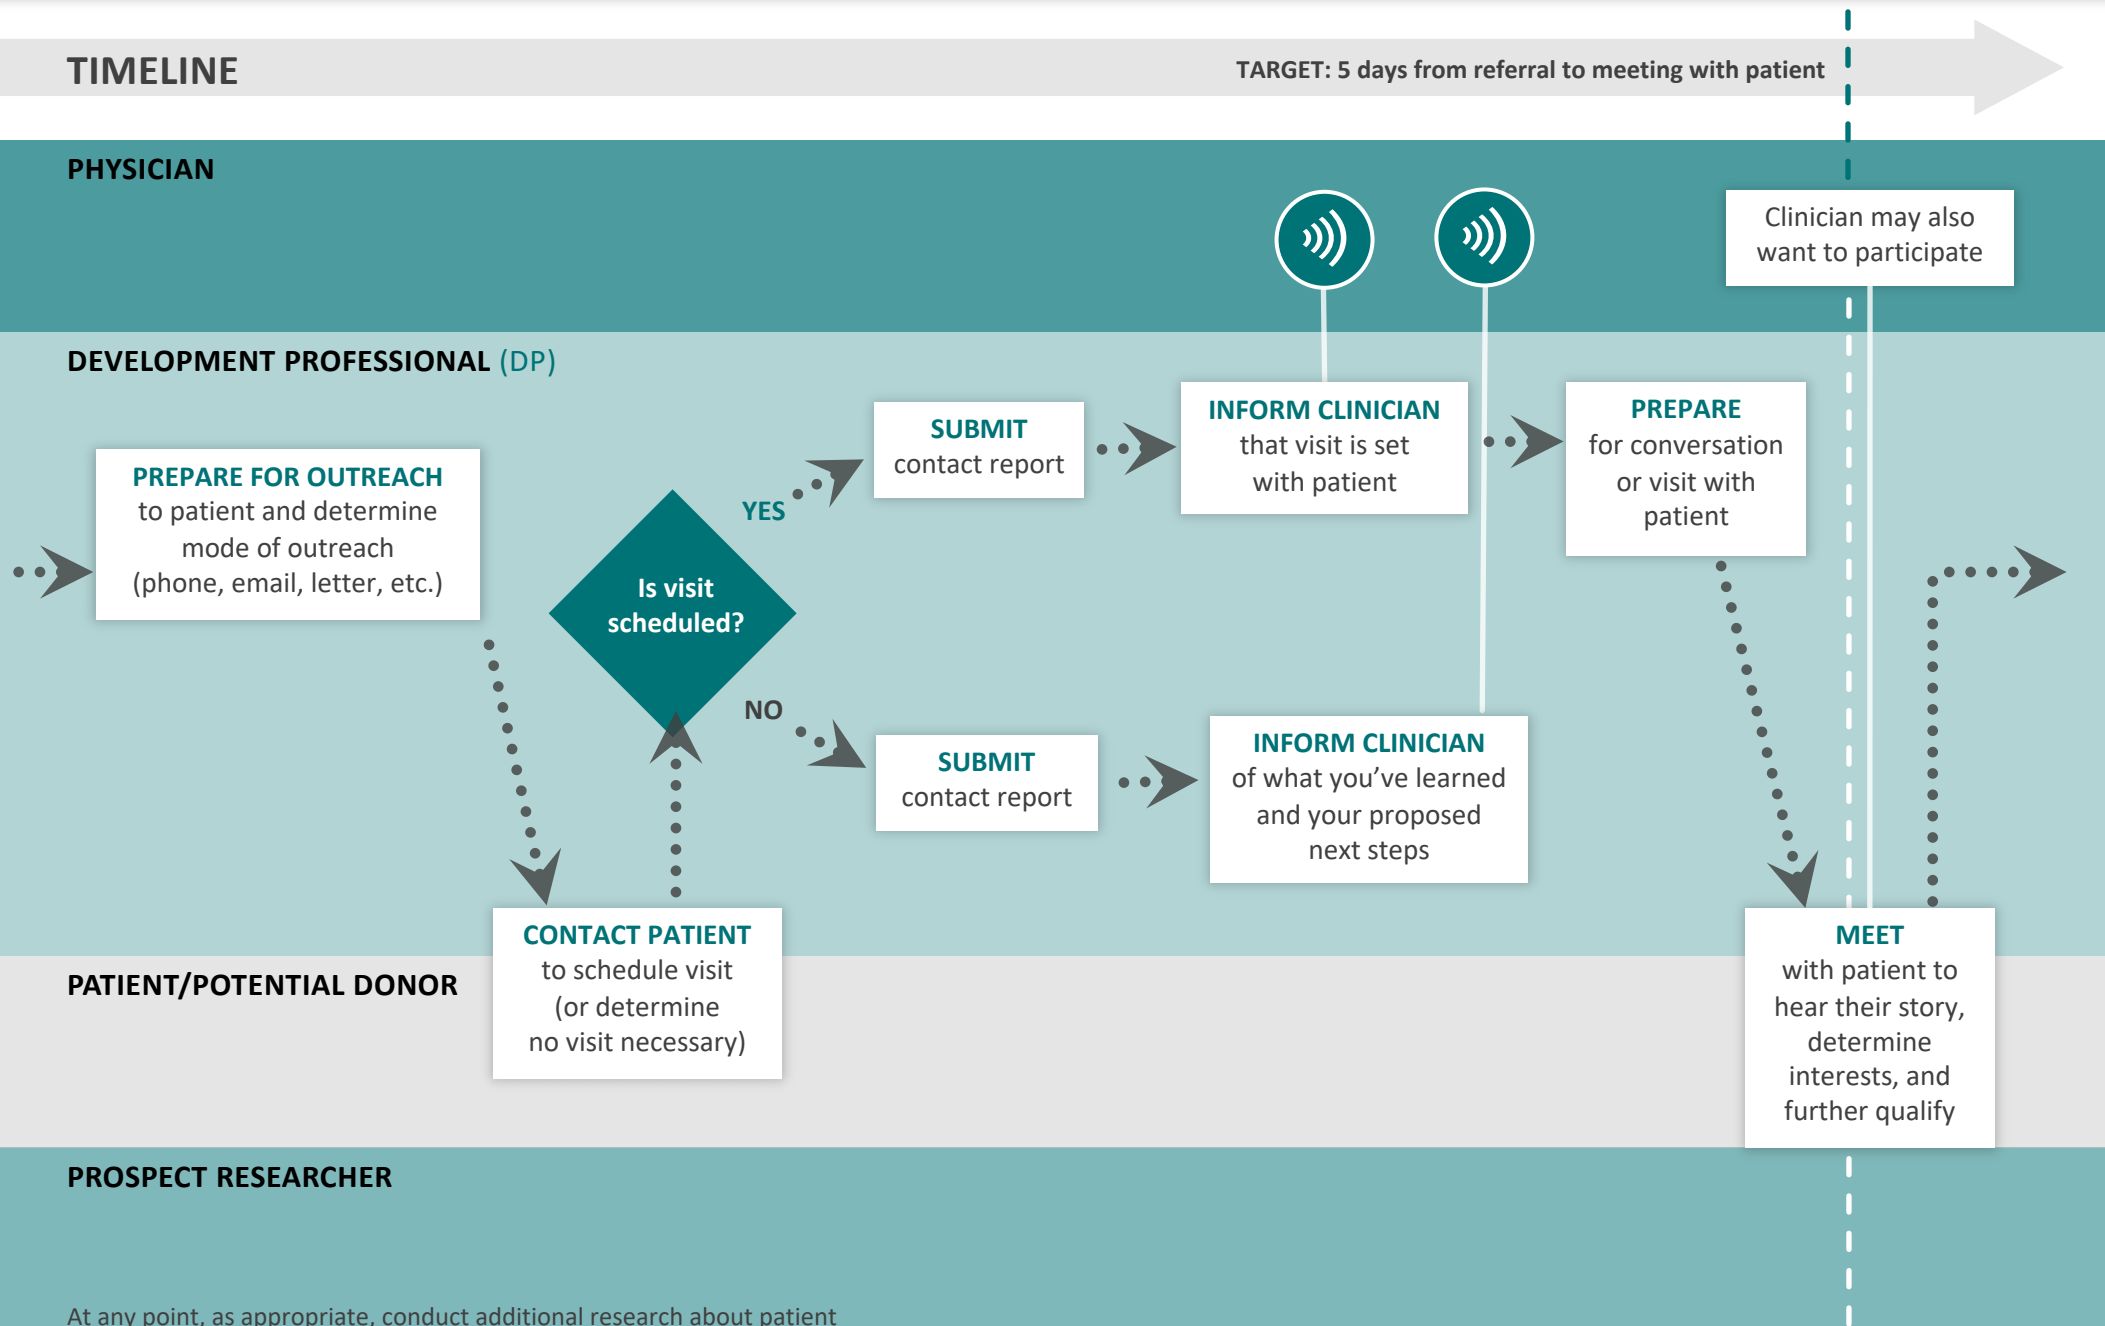 TIMELINE
TARGET: 5 days from referral to meeting with patient
PHYSICIAN
Clinician may also
want to participate
DEVELOPMENT PROFESSIONAL (DP)
PREPARE FOR OUTREACH
to patient and determine
mode of outreach
(phone, email, letter, etc.)
Is visit
scheduled?
YES
SUBMIT
contact report
INFORM CLINICIAN
that visit is set
with patient
PREPARE
for conversation
or visit with
patient
NO
SUBMIT
contact report
INFORM CLINICIAN
of what you’ve learned
and your proposed
next steps
PATIENT/POTENTIAL DONOR
CONTACT PATIENT
to schedule visit
(or determine
no visit necessary)
MEET
with patient to
hear their story,
determine
interests, and
further qualify
PROSPECT RESEARCHER
At any point, as appropriate, conduct additional research about patient